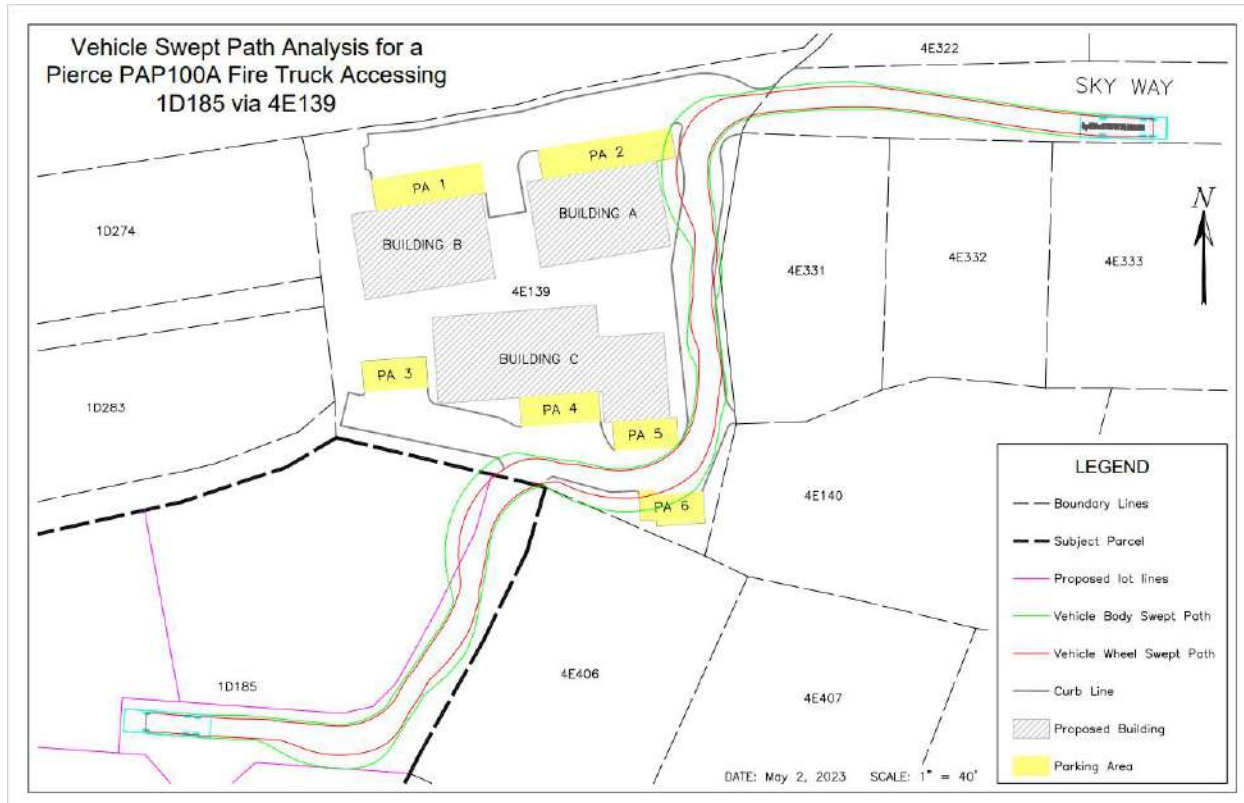 Vehicle Swept Path Analysis for a
Pierce PAP100A Fire Truck Accessing
1D185 via 4E139
4E322
SKY WAY
PA 2
PA 1
BUILDING A
BUILDING B
1D274
N
4E331
4E332
4E333
4E139
BUILDING C
PA 3
PA 4
PA 5
1D283
PA 6
4E140
1D185
4E406
4E407
LEGEND
Boundary Lines
Subject Parcel
Proposed lot lines
Vehicle Body Swept Path
Vehicle Wheel Swept Path
Curb Line
Proposed Building
Parking Area
DATE: May 2, 2023 SCALE: 1" = 40'